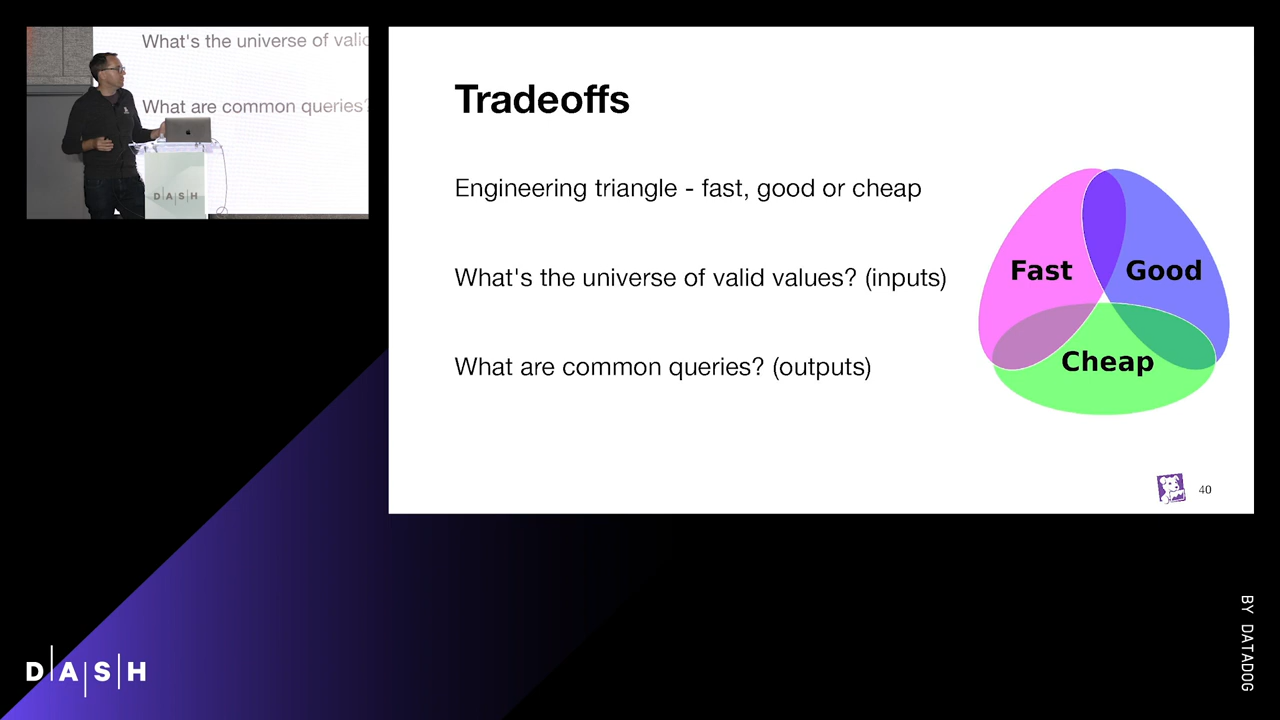 What's the universe of valid
What are common queries?
D|A|S|H
Tradeoffs
Engineering triangle - fast, good or cheap
What's the universe of valid values? (inputs)
What are common queries? (outputs)
Fast
Good
Cheap
40
D|A|S|H
BY DATADOG